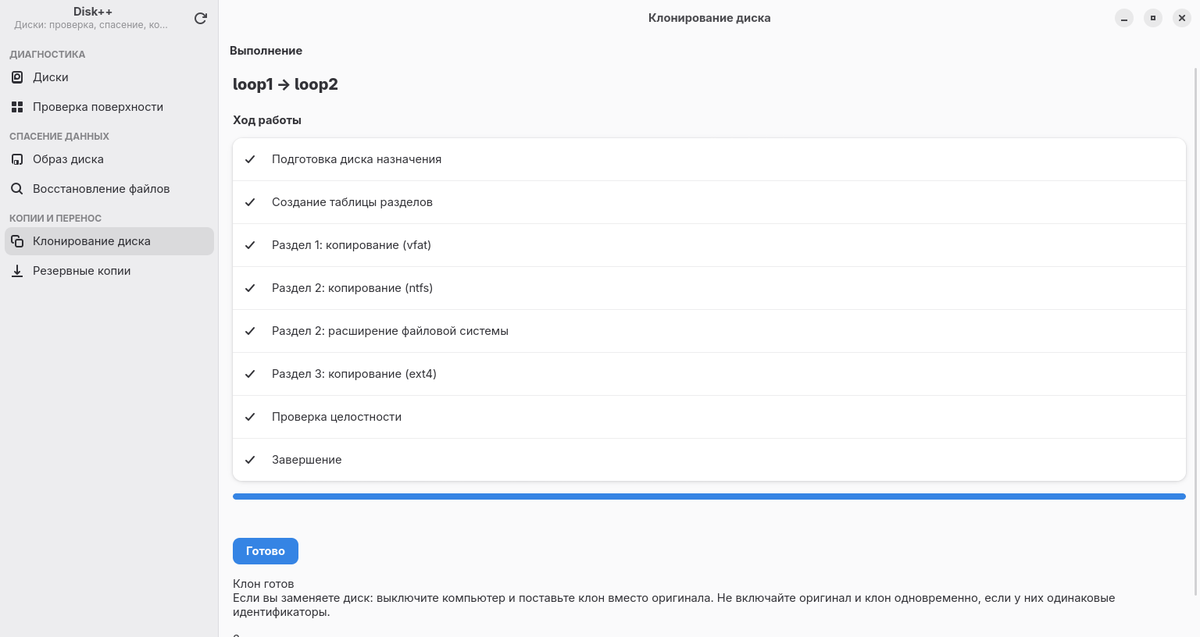 Disk++
Диски: проверка, спасение, ко...
ДИАГНОСТИКА
Диски
Проверка поверхности
СПАСЕНИЕ ДАННЫХ
Образ диска
Восстановление файлов
КОПИИ И ПЕРЕНОС
Клонирование диска
Резервные копии
Клонирование диска
Выполнение
loop1 → loop2
Ход работы
Подготовка диска назначения
Создание таблицы разделов
Раздел 1: копирование (vfat)
Раздел 2: копирование (ntfs)
Раздел 2: расширение файловой системы
Раздел 3: копирование (ext4)
Проверка целостности
Завершение
Готово
Клон готов
Если вы заменяете диск: выключите компьютер и поставьте клон вместо оригинала. Не включайте оригинал и клон одновременно, если у них одинаковые
идентификаторы.